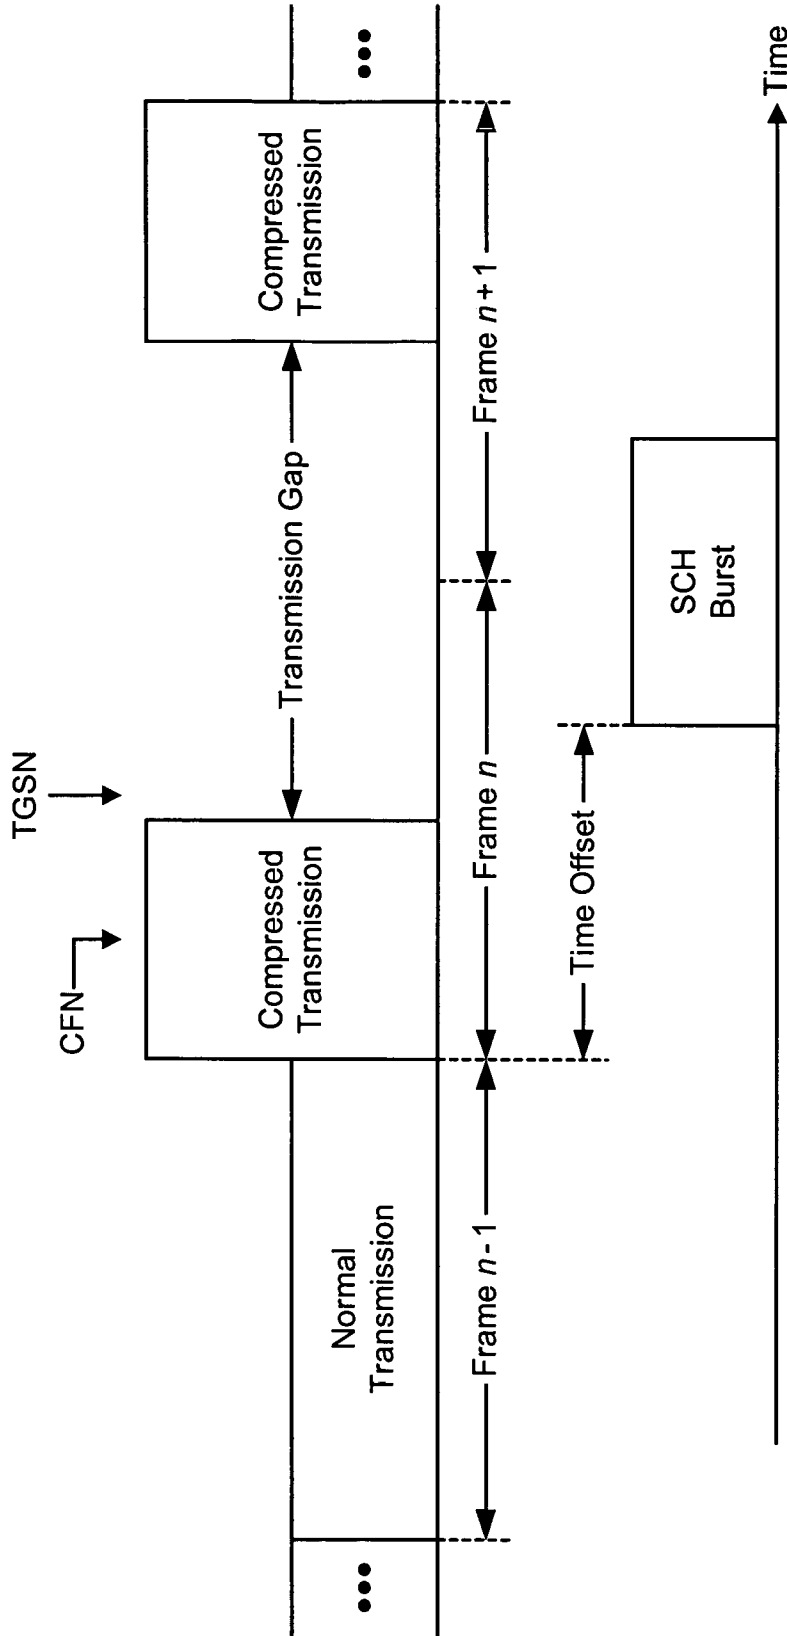 TGSN
CFN
Compressed
Transmission
Transmission Gap
Compressed
Transmission
Normal
Transmission
•••
•••
Frame n - 1
Frame n
Frame n + 1
Time Offset
SCH
Burst
Time